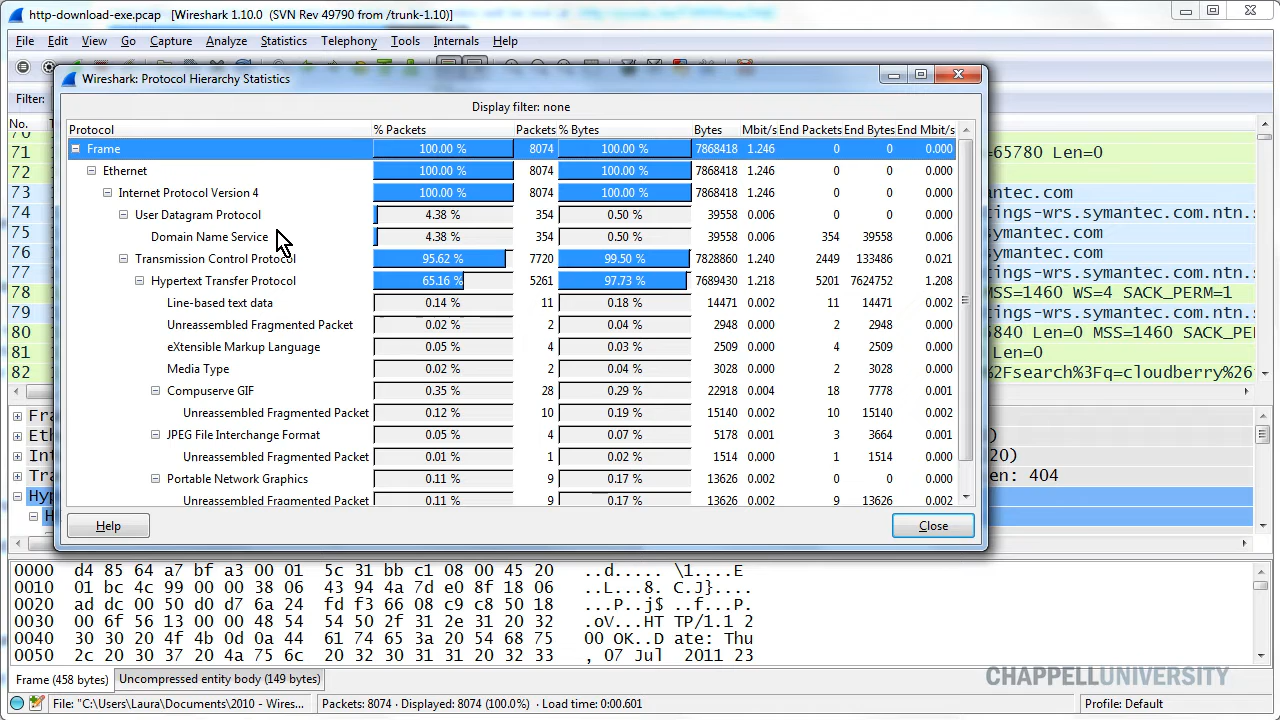 http-download-exe.pcap [Wireshark 1.10.0 (SVN Rev 49790 from /trunk-1.10)]
File Edit View Go Capture Analyze Statistics Telephony Tools Internals Help
Filter:
Wireshark: Protocol Hierarchy Statistics
Display filter: none
Protocol % Packets Packets % Bytes Bytes Mbit/s End Packets End Bytes End Mbit/s
Frame 100.00 % 8074 100.00 % 7868418 1.246 0 0 0.000
Ethernet 100.00 % 8074 100.00 % 7868418 1.246 0 0 0.000
Internet Protocol Version 4 100.00 % 8074 100.00 % 7868418 1.246 0 0 0.000
User Datagram Protocol 4.38 % 354 0.50 % 39558 0.006 0 0 0.000
Domain Name Service 4.38 % 354 0.50 % 39558 0.006 354 39558 0.006
Transmission Control Protocol 95.62 % 7720 99.50 % 7828860 1.240 2449 133486 0.021
Hypertext Transfer Protocol 65.16 % 5261 97.73 % 7689430 1.218 5201 7624752 1.208
Line-based text data 0.14 % 11 0.18 % 14471 0.002 11 14471 0.002
Unreassembled Fragmented Packet 0.02 % 2 0.04 % 2948 0.000 2 2948 0.000
eXtensible Markup Language 0.05 % 4 0.03 % 2509 0.000 4 2509 0.000
Media Type 0.02 % 2 0.04 % 3028 0.000 2 3028 0.000
Compuserve GIF 0.35 % 28 0.29 % 22918 0.004 18 7778 0.001
Unreassembled Fragmented Packet 0.12 % 10 0.19 % 15140 0.002 10 15140 0.002
JPEG File Interchange Format 0.05 % 4 0.07 % 5178 0.001 3 3664 0.001
Unreassembled Fragmented Packet 0.01 % 1 0.02 % 1514 0.000 1 1514 0.000
Portable Network Graphics 0.11 % 9 0.17 % 13626 0.002 0 0 0.000
Unreassembled Fragmented Packet 0.11 % 9 0.17 % 13626 0.002 9 13626 0.002
Help Close
No.
70
71 =65780 Len=0
72
73 symantec.com
74 tings-wrs.symantec.com.ntn.s
75 symantec.com
76 tings-wrs.symantec.com.ntn.s
78 MSS=1460 WS=4 SACK_PERM=1
79 symantec.com
80 5840 Len=0 MSS=1460 SACK_PE
81 Len=0
82 %2Fsearch%3Fq=cloudberry%26
Fra
Eth
Int 20)
Tra en: 404
Hyp
H
0000 d4 85 64 a7 bf a3 00 01 5c 31 bb c1 08 00 45 20 ..d..... \1....E
0010 01 bc 4c 99 00 00 38 06 43 94 4a 7d e0 8f 18 06 ..L...8. C.J}....
0020 ad dc 00 50 d0 d7 6a 24 fd f3 66 08 c9 c8 50 18 ...P..j$ ..f...P.
0030 00 6f 56 13 00 00 48 54 54 50 2f 31 2e 31 20 32 .oV...HT TP/1.1 2
0040 30 30 20 4f 4b 0d 0a 44 61 74 65 3a 20 54 68 75 00 OK..D ate: Thu
0050 2c 20 30 37 20 4a 75 6c 20 32 30 31 31 20 32 33 , 07 Jul 2011 23
CHAPPELLUNIVERSITY
Frame (458 bytes) Uncompressed entity body (149 bytes)
File: "C:\Users\Laura\Documents\2010 - Wires... Packets: 8074 · Displayed: 8074 (100.0%) · Load time: 0:00.601 Profile: Default